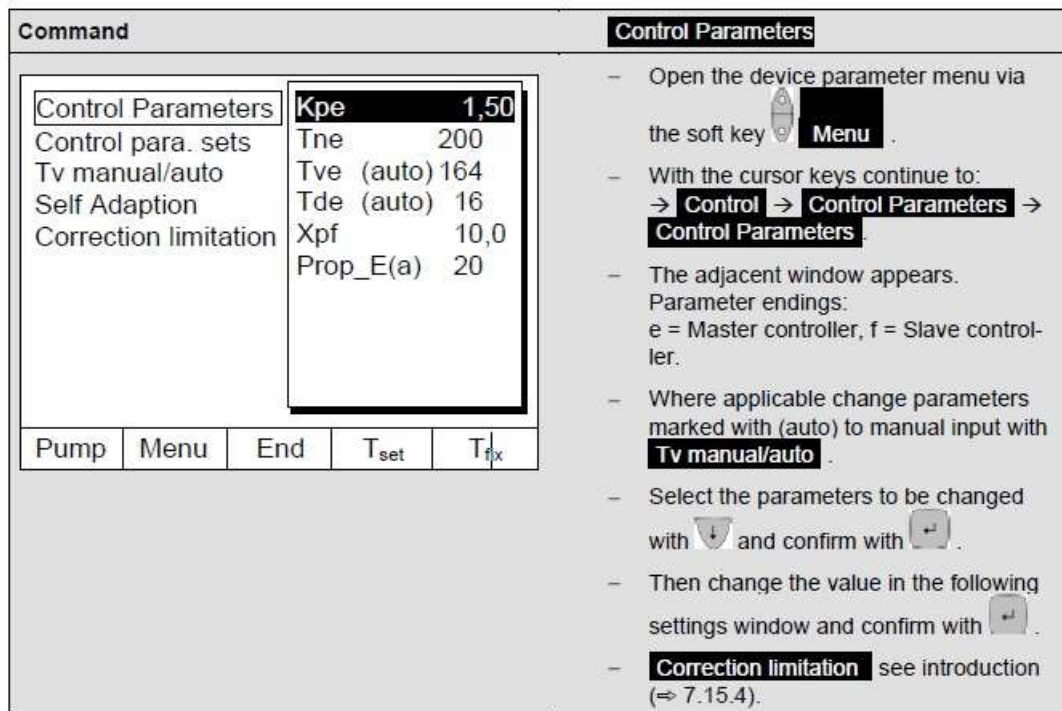 Command
Control Parameters
Control para. sets
Tv manual/auto
Self Adaption
Correction limitation
Kpe 1,50
Tne 200
Tve (auto) 164
Tde (auto) 16
Xpf 10,0
Prop_E(a) 20
Pump Menu End Tset Tfix
Control Parameters
– Open the device parameter menu via
the soft key Menu .
– With the cursor keys continue to:
→ Control → Control Parameters →
Control Parameters .
– The adjacent window appears.
Parameter endings:
e = Master controller, f = Slave control-
ler.
– Where applicable change parameters
marked with (auto) to manual input with
Tv manual/auto .
– Select the parameters to be changed
with ↓ and confirm with ↵ .
– Then change the value in the following
settings window and confirm with ↵ .
– Correction limitation see introduction
(⇨ 7.15.4).